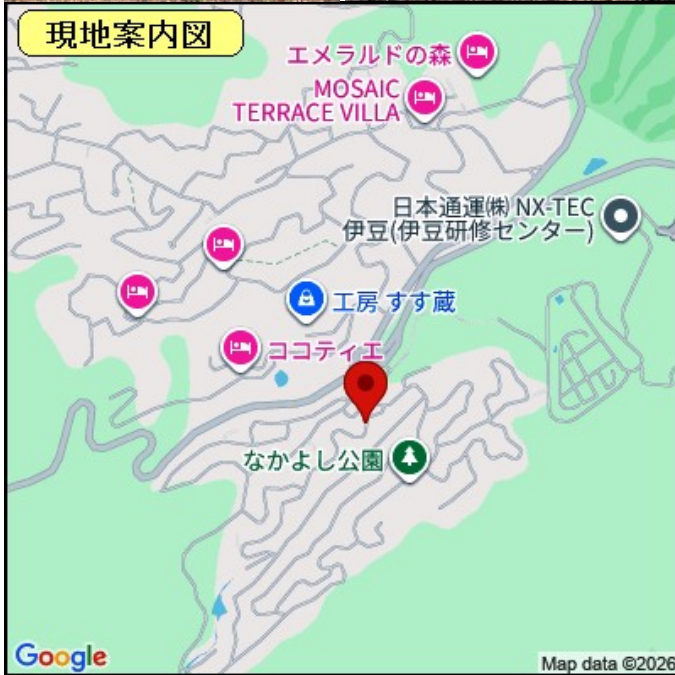 現地案内図
エメラルドの森
MOSAIC
TERRACE VILLA
日本通運㈱ NX-TEC
伊豆(伊豆研修センター)
工房 すす蔵
ココティエ
なかよし公園
Google
Map data ©2026